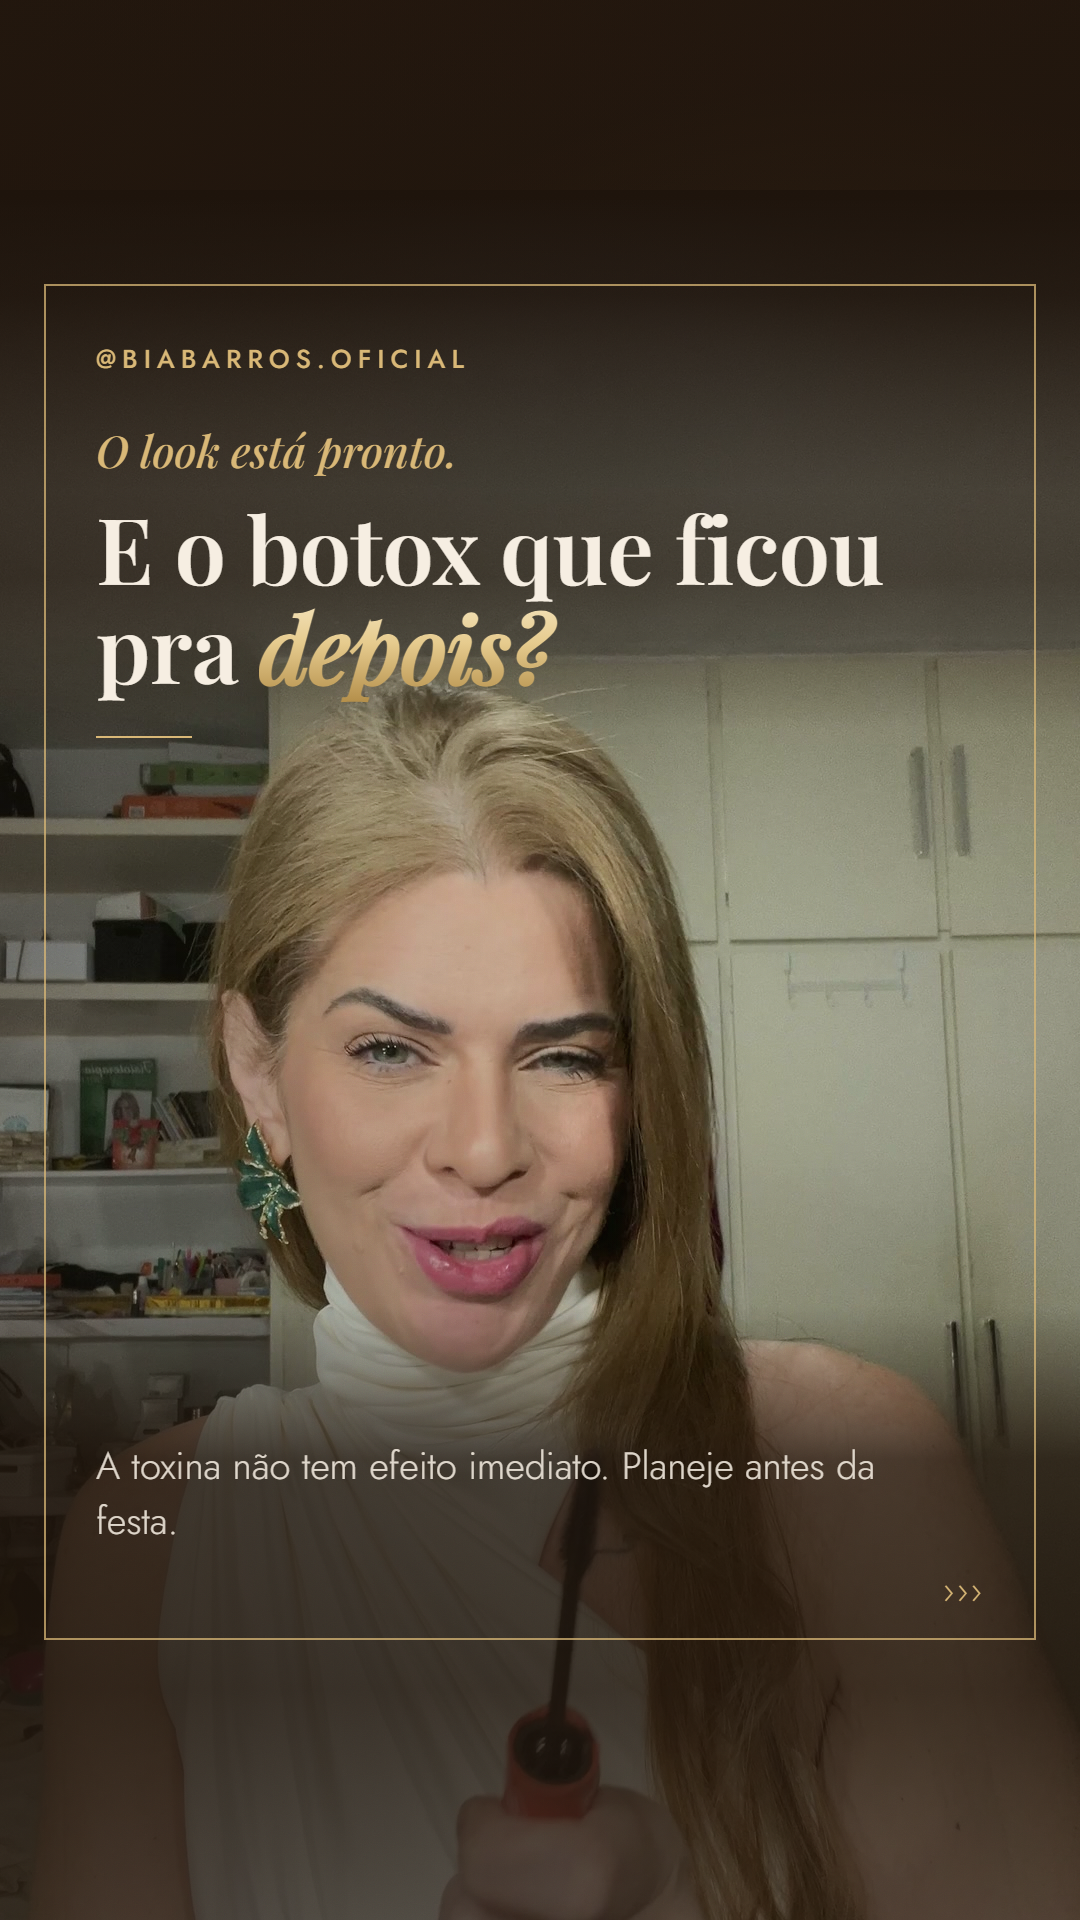 @BIABARROS.OFICIAL
O look está pronto.
E o botox que ficou
pra depois?
A toxina não tem efeito imediato. Planeje antes da
festa.